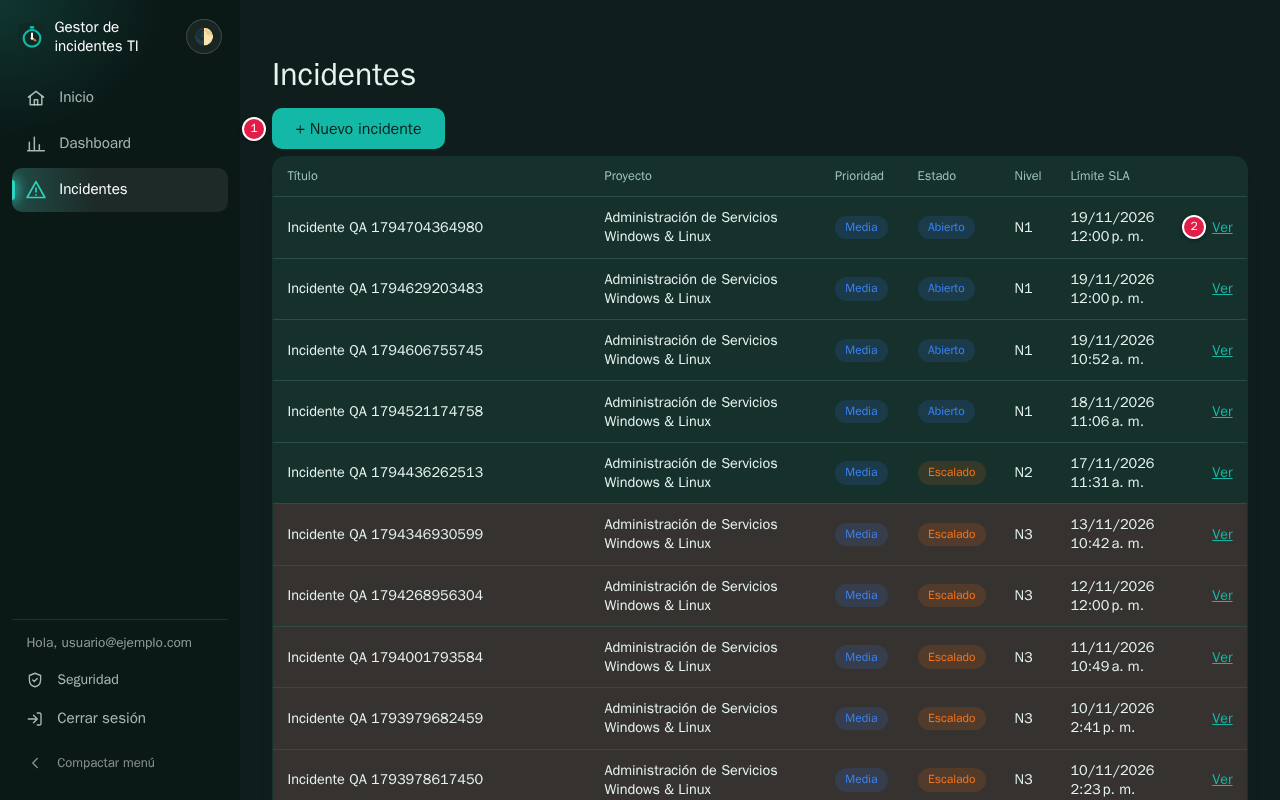 Gestor de
incidentes TI
Inicio
Dashboard
Incidentes
Hola, usuario@ejemplo.com
Seguridad
Cerrar sesión
Compactar menú
Incidentes
1
+ Nuevo incidente
Título Proyecto Prioridad Estado Nivel Límite SLA
Incidente QA 1794704364980 Administración de Servicios Windows & Linux Media Abierto N1 19/11/2026 12:00 p. m. 2 Ver
Incidente QA 1794629203483 Administración de Servicios Windows & Linux Media Abierto N1 19/11/2026 12:00 p. m. Ver
Incidente QA 1794606755745 Administración de Servicios Windows & Linux Media Abierto N1 19/11/2026 10:52 a. m. Ver
Incidente QA 1794521174758 Administración de Servicios Windows & Linux Media Abierto N1 18/11/2026 11:06 a. m. Ver
Incidente QA 1794436262513 Administración de Servicios Windows & Linux Media Escalado N2 17/11/2026 11:31 a. m. Ver
Incidente QA 1794346930599 Administración de Servicios Windows & Linux Media Escalado N3 13/11/2026 10:42 a. m. Ver
Incidente QA 1794268956304 Administración de Servicios Windows & Linux Media Escalado N3 12/11/2026 12:00 p. m. Ver
Incidente QA 1794001793584 Administración de Servicios Windows & Linux Media Escalado N3 11/11/2026 10:49 a. m. Ver
Incidente QA 1793979682459 Administración de Servicios Windows & Linux Media Escalado N3 10/11/2026 2:41 p. m. Ver
Incidente QA 1793978617450 Administración de Servicios Windows & Linux Media Escalado N3 10/11/2026 2:23 p. m. Ver